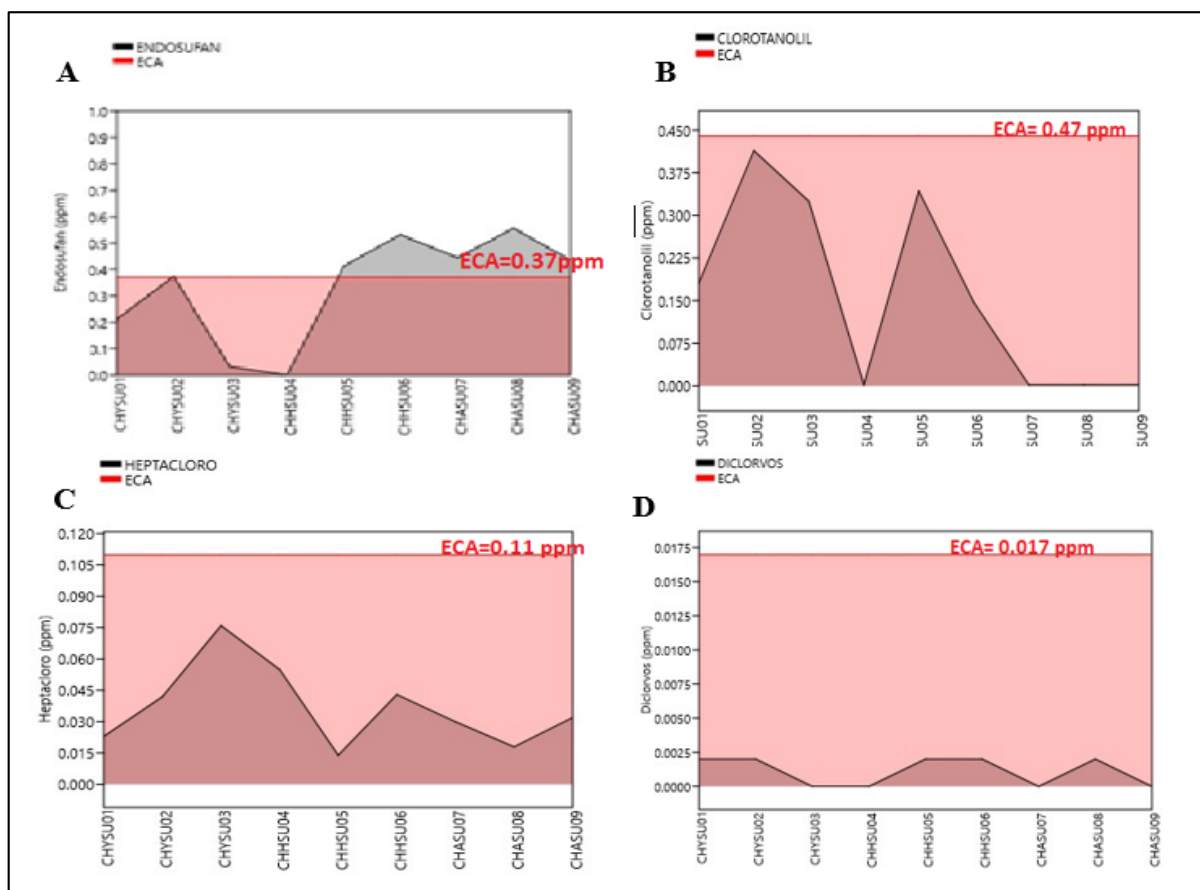 ENDOSUFAN
ECA
A
1.0
0.9
0.8
0.7
0.6
0.5
0.4
0.3
0.2
0.1
0.0
Endosufan (ppm)
ECA=0.37ppm
CHYSU01
CHYSU02
CHYSU03
CHHSU04
CHHSU05
CHHSU06
CHASU07
CHASU08
CHASU09
CLOROTANOLIL
ECA
B
0.450
0.375
0.300
0.225
0.150
0.075
0.000
Clorotanolil (ppm)
ECA= 0.47 ppm
SU01
SU02
SU03
SU04
SU05
SU06
SU07
SU08
SU09
HEPTACLORO
ECA
C
0.120
0.105
0.090
0.075
0.060
0.045
0.030
0.015
0.000
Heptacloro (ppm)
ECA=0.11 ppm
CHYSU01
CHYSU02
CHYSU03
CHHSU04
CHHSU05
CHHSU06
CHASU07
CHASU08
CHASU09
DICLORVOS
ECA
D
0.0175
0.0150
0.0125
0.0100
0.0075
0.0050
0.0025
0.0000
Diclorvos (ppm)
ECA= 0.017 ppm
CHYSU01
CHYSU02
CHYSU03
CHHSU04
CHHSU05
CHHSU06
CHASU07
CHASU08
CHASU09